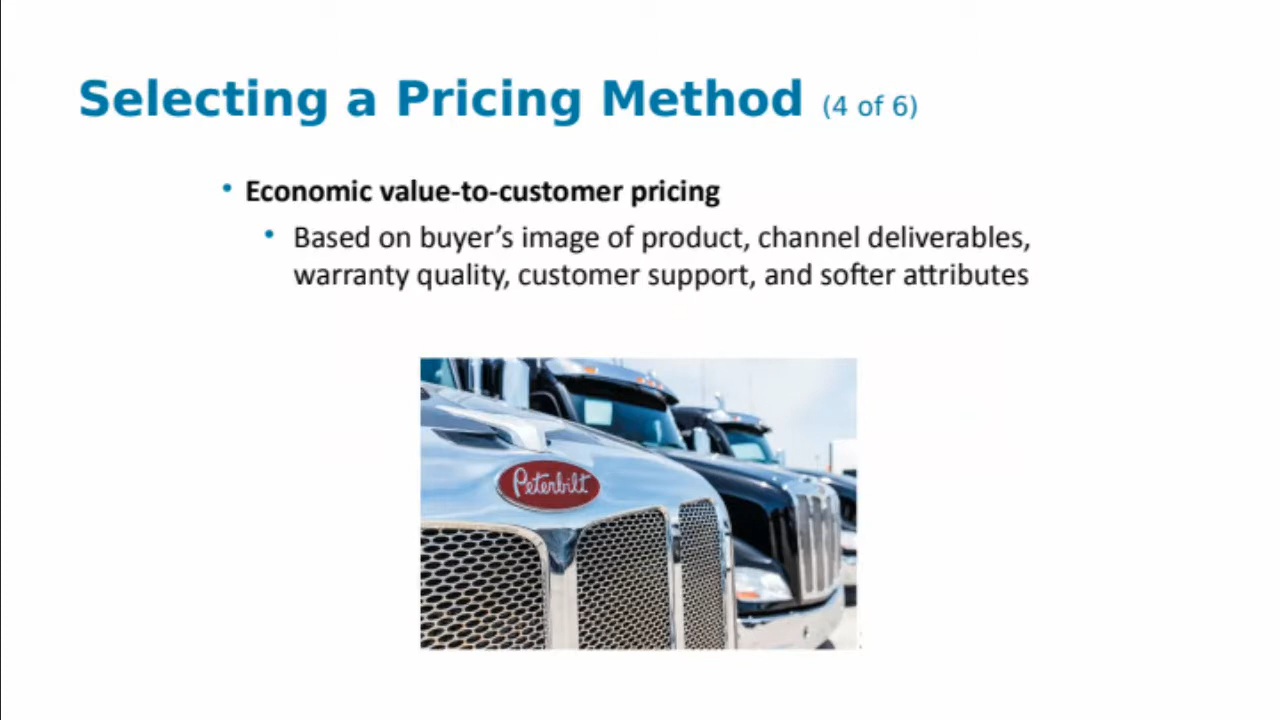 Selecting a Pricing Method (4 of 6)
• Economic value-to-customer pricing
• Based on buyer’s image of product, channel deliverables,
warranty quality, customer support, and softer attributes
Peterbilt